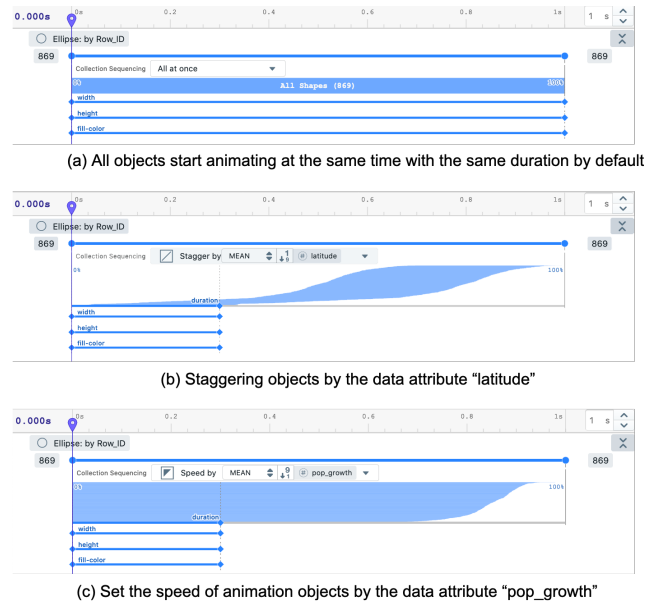 0.000s 0s 0.2 0.4 0.6 0.8 1s 1 s
Ellipse: by Row_ID
869 869
Collection Sequencing All at once
0% All Shapes (869) 100%
width
height
fill-color
(a) All objects start animating at the same time with the same duration by default
0.000s 0s 0.2 0.4 0.6 0.8 1s 1 s
Ellipse: by Row_ID
869 869
Collection Sequencing Stagger by MEAN 1 9 # latitude
0% 100%
duration
width
height
fill-color
(b) Staggering objects by the data attribute “latitude”
0.000s 0s 0.2 0.4 0.6 0.8 1s 1 s
Ellipse: by Row_ID
869 869
Collection Sequencing Speed by MEAN 9 1 # pop_growth
0% 100%
duration
width
height
fill-color
(c) Set the speed of animation objects by the data attribute “pop_growth”